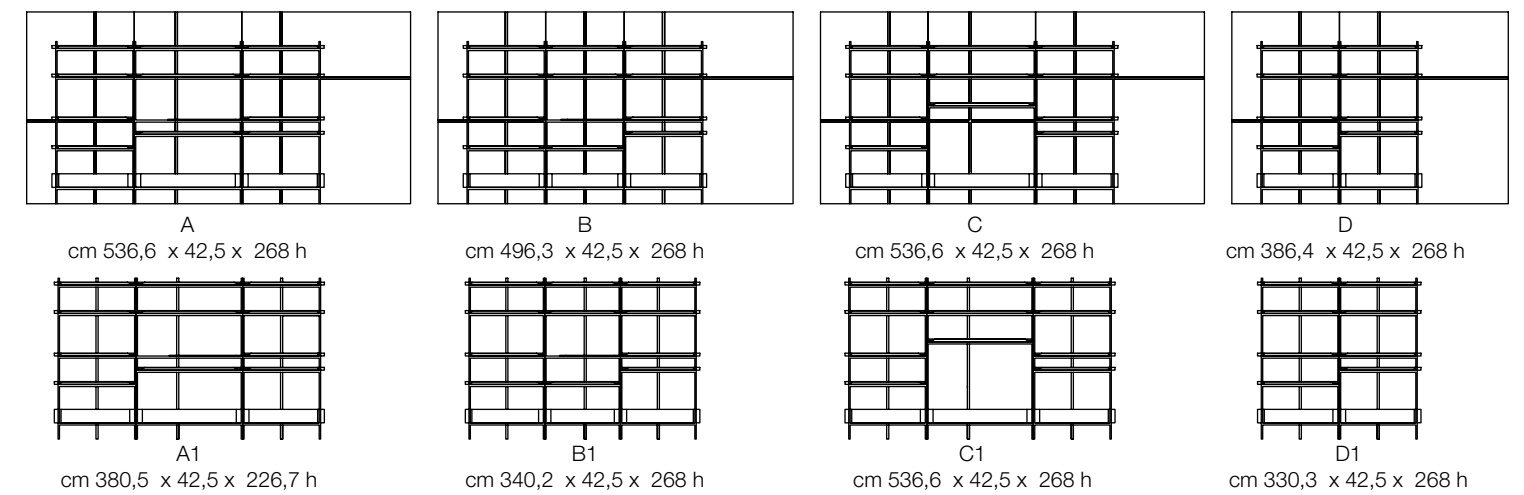 A
cm 536,6 x 42,5 x 268 h
B
cm 496,3 x 42,5 x 268 h
C
cm 536,6 x 42,5 x 268 h
D
cm 386,4 x 42,5 x 268 h
A1
cm 380,5 x 42,5 x 226,7 h
B1
cm 340,2 x 42,5 x 268 h
C1
cm 536,6 x 42,5 x 268 h
D1
cm 330,3 x 42,5 x 268 h